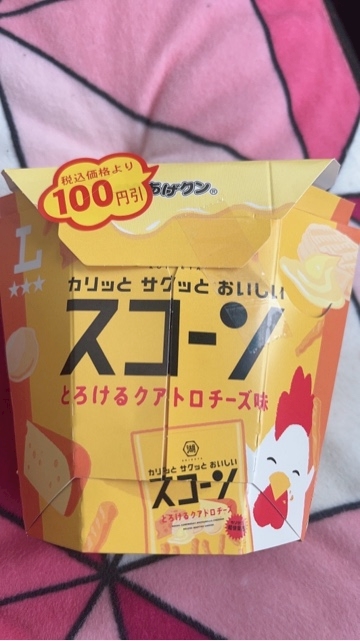 税込価格より
100円引
あげクン®
L
カリッと サクッと おいしい
スコーン
とろけるクアトロチーズ味
カリッと サクッと おいしい
スコーン
とろけるクアトロチーズ